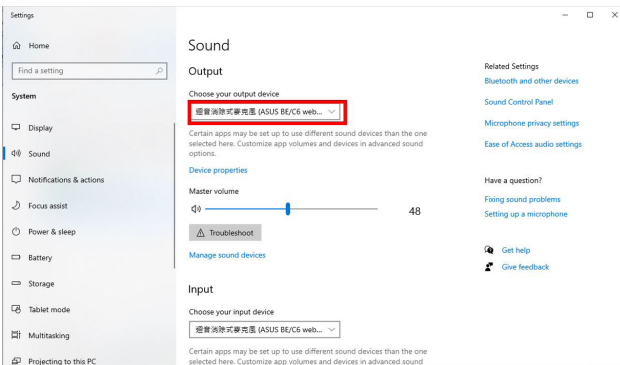 Settings
Home
Find a setting
System
Display
Sound
Notifications & actions
Focus assist
Power & sleep
Battery
Storage
Tablet mode
Multitasking
Projecting to this PC
Sound
Output
Choose your output device
迴音消除式麥克風 (ASUS BE/C6 web...
Certain apps may be set up to use different sound devices than the one
selected here. Customize app volumes and devices in advanced sound
options.
Device properties
Master volume
48
Troubleshoot
Manage sound devices
Input
Choose your input device
迴音消除式麥克風 (ASUS BE/C6 web...
Certain apps may be set up to use different sound devices than the one
selected here. Customize app volumes and devices in advanced sound
Related Settings
Bluetooth and other devices
Sound Control Panel
Microphone privacy settings
Ease of Access audio settings
Have a question?
Fixing sound problems
Setting up a microphone
Get help
Give feedback